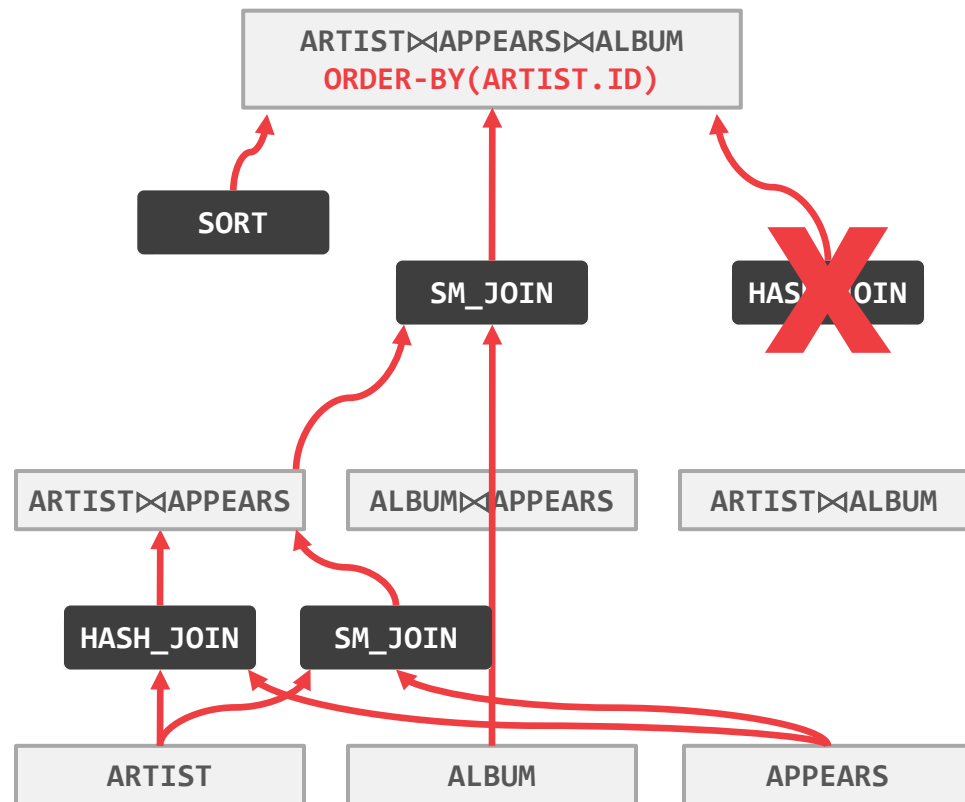 ARTIST⋈APPEARS⋈ALBUM
ORDER-BY(ARTIST.ID)
SORT
SM_JOIN
HASH_JOIN
ARTIST⋈APPEARS
ALBUM⋈APPEARS
ARTIST⋈ALBUM
HASH_JOIN
SM_JOIN
ARTIST
ALBUM
APPEARS